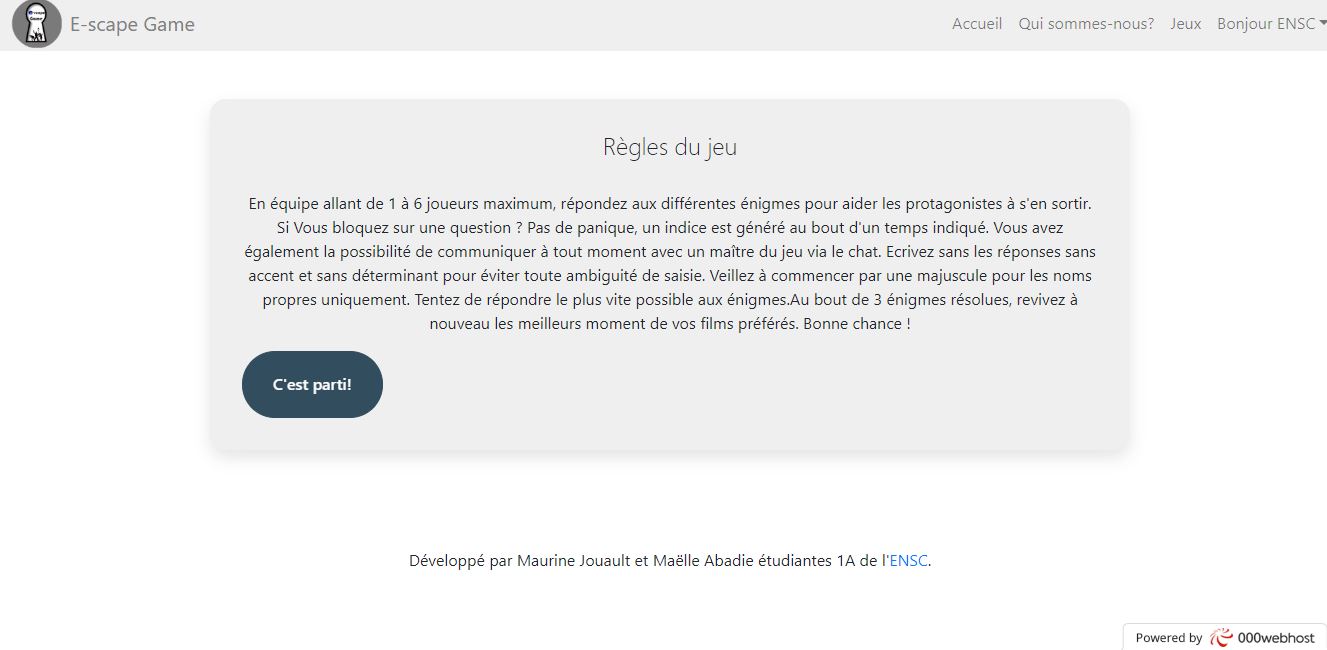 E-scape Game
Accueil Qui sommes-nous? Jeux Bonjour ENSC
Règles du jeu
En équipe allant de 1 à 6 joueurs maximum, répondez aux différentes énigmes pour aider les protagonistes à s'en sortir.
Si Vous bloquez sur une question ? Pas de panique, un indice est généré au bout d'un temps indiqué. Vous avez
également la possibilité de communiquer à tout moment avec un maître du jeu via le chat. Ecrivez sans les réponses sans
accent et sans déterminant pour éviter toute ambiguité de saisie. Veillez à commencer par une majuscule pour les noms
propres uniquement. Tentez de répondre le plus vite possible aux énigmes.Au bout de 3 énigmes résolues, revivez à
nouveau les meilleurs moment de vos films préférés. Bonne chance !
C'est parti!
Développé par Maurine Jouault et Maëlle Abadie étudiantes 1A de l'ENSC.
Powered by 000webhost